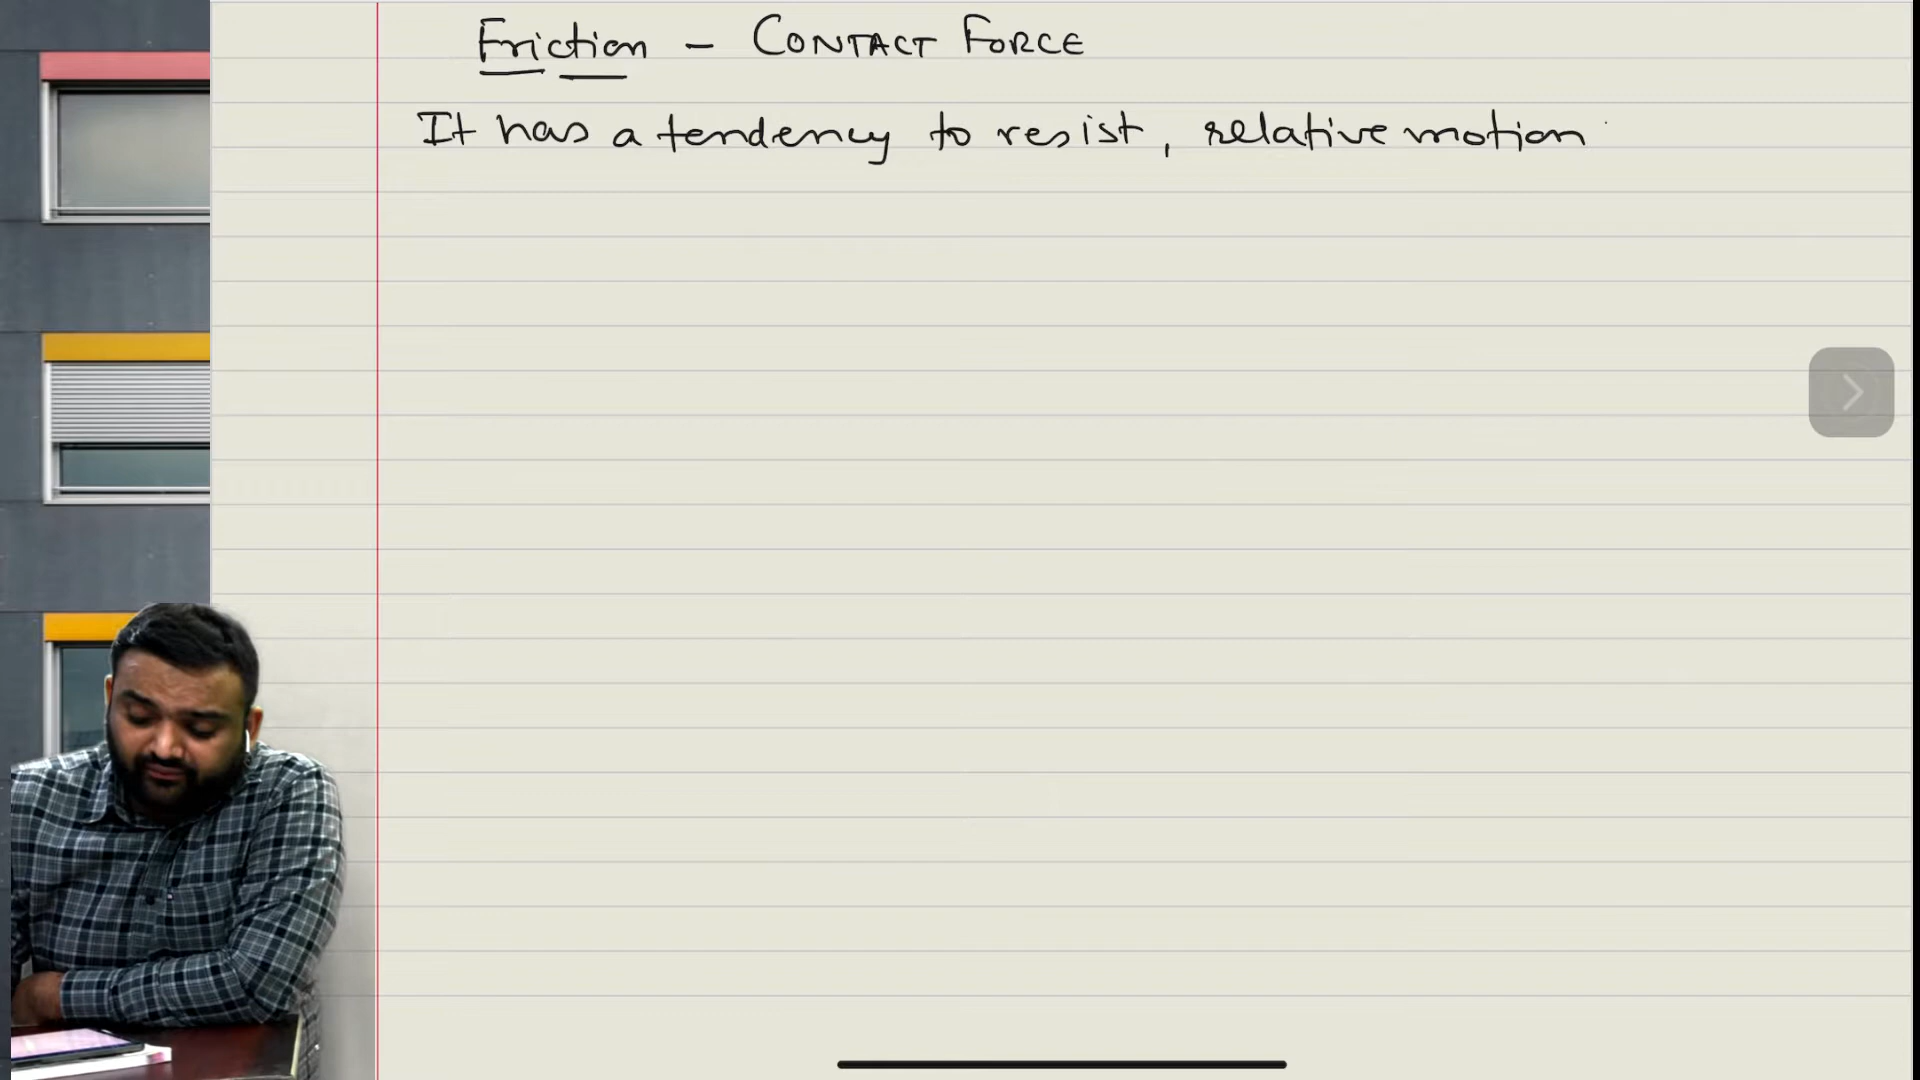 Friction - CONTACT FORCE
It has a tendency to resist, relative motion